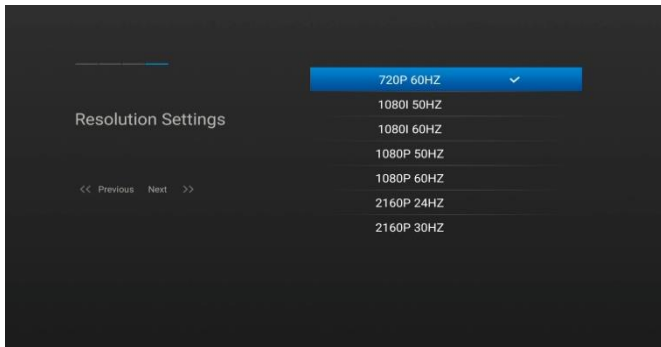 Resolution Settings
<< Previous Next >>
720P 60HZ
1080I 50HZ
1080I 60HZ
1080P 50HZ
1080P 60HZ
2160P 24HZ
2160P 30HZ